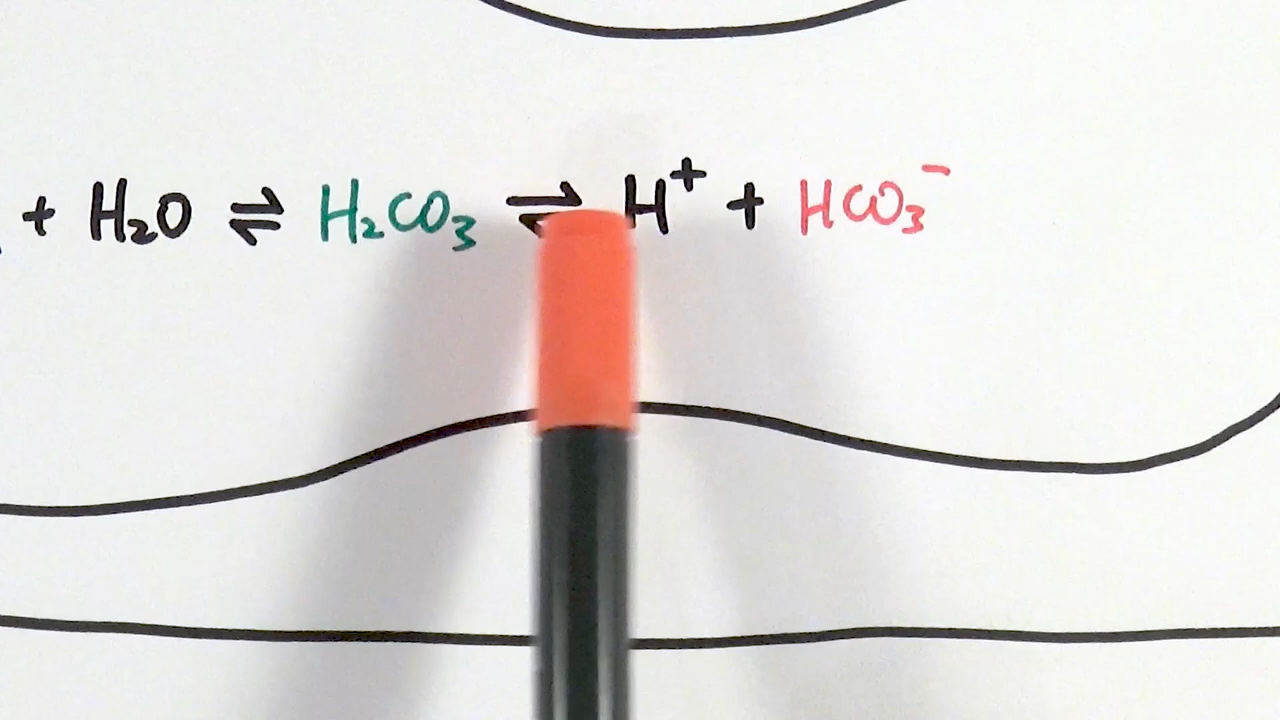 + H₂O ⇌ H₂CO₃ ⇌ H⁺ + HCO₃⁻